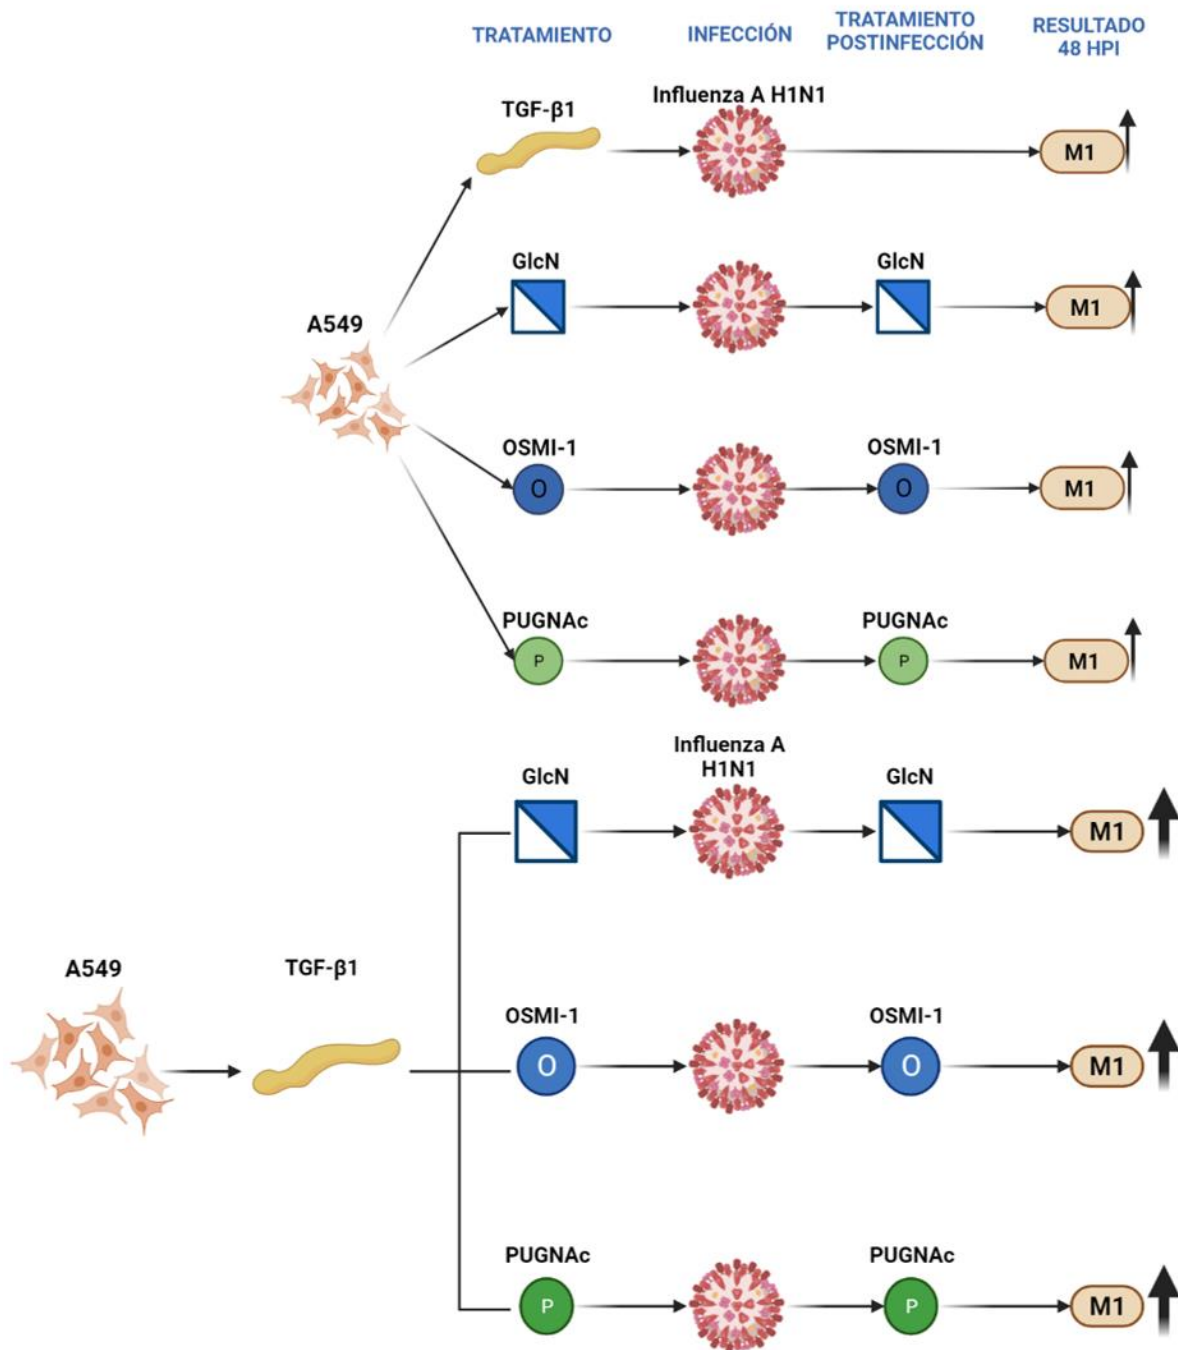 TRATAMIENTO
INFECCIÓN
TRATAMIENTO
POSTINFECCIÓN
RESULTADO
48 HPI
TGF-β1
Influenza A H1N1
M1
GlcN
GlcN
M1
A549
OSMI-1
O
OSMI-1
O
M1
PUGNAc
P
PUGNAc
P
M1
GlcN
Influenza A
H1N1
GlcN
M1
A549
TGF-β1
OSMI-1
O
OSMI-1
O
M1
PUGNAc
P
PUGNAc
P
M1